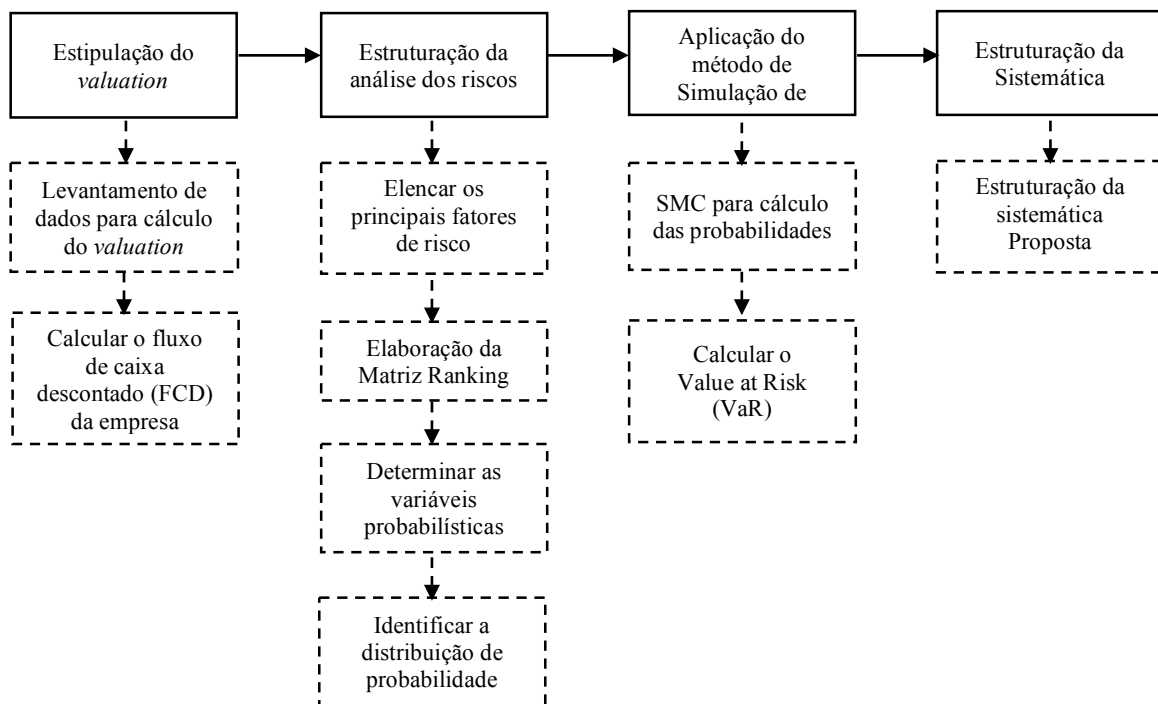 Estipulação do
valuation
Estruturação da
análise dos riscos
Aplicação do
método de
Simulação de
Estruturação da
Sistemática
Levantamento de
dados para cálculo
do valuation
Calcular o fluxo
de caixa
descontado (FCD)
da empresa
Elencar os
principais fatores
de risco
Elaboração da
Matriz Ranking
Determinar as
variáveis
probabilísticas
Identificar a
distribuição de
probabilidade
SMC para cálculo
das probabilidades
Calcular o
Value at Risk
(VaR)
Estruturação da
sistemática
Proposta